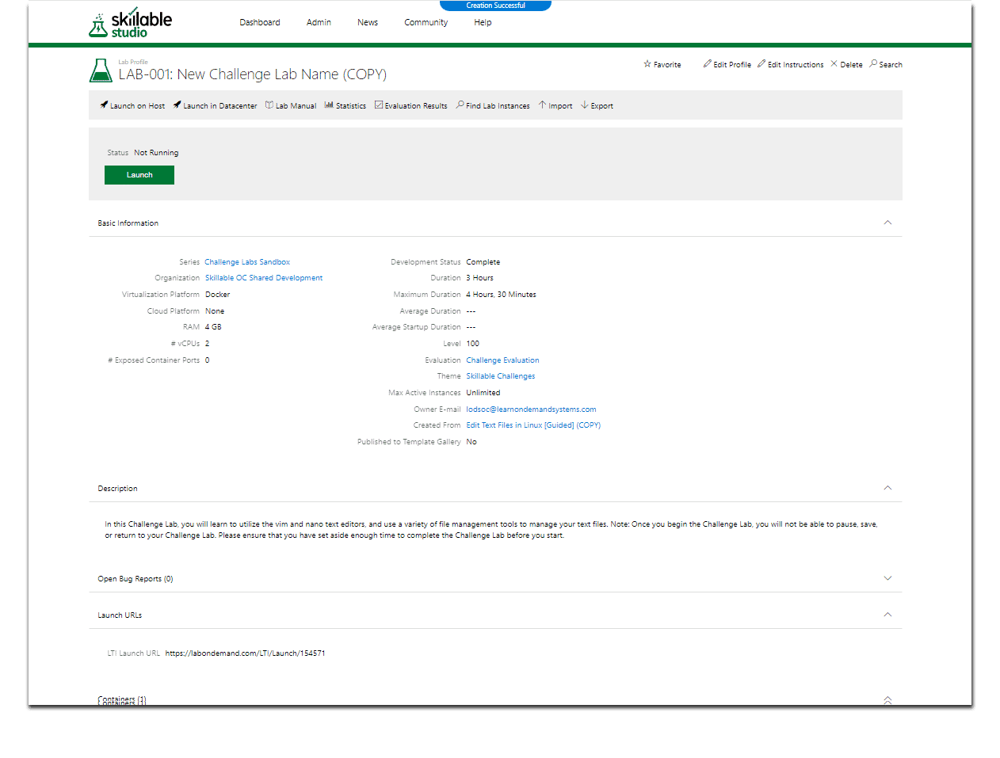 Creation Successful
skillable studio
Dashboard Admin News Community Help
Lab Profile
LAB-001: New Challenge Lab Name (COPY)
Favorite Edit Profile Edit Instructions Delete Search
Launch on Host Launch in Datacenter Lab Manual Statistics Evaluation Results Find Lab Instances Import Export
Status Not Running
Launch
Basic Information
Series Challenge Labs Sandbox
Organization Skillable OC Shared Development
Virtualization Platform Docker
Cloud Platform None
RAM 4 GB
# vCPUs 2
# Exposed Container Ports 0
Development Status Complete
Duration 3 Hours
Maximum Duration 4 Hours, 30 Minutes
Average Duration ---
Average Startup Duration ---
Level 100
Evaluation Challenge Evaluation
Theme Skillable Challenges
Max Active Instances Unlimited
Owner E-mail lodsoc@learnondemandsystems.com
Created From Edit Text Files in Linux [Guided] (COPY)
Published to Template Gallery No
Description
In this Challenge Lab, you will learn to utilize the vim and nano text editors, and use a variety of file management tools to manage your text files. Note: Once you begin the Challenge Lab, you will not be able to pause, save,
or return to your Challenge Lab. Please ensure that you have set aside enough time to complete the Challenge Lab before you start.
Open Bug Reports (0)
Launch URLs
LTI Launch URL https://labondemand.com/LTI/Launch/154571
Containers (1)